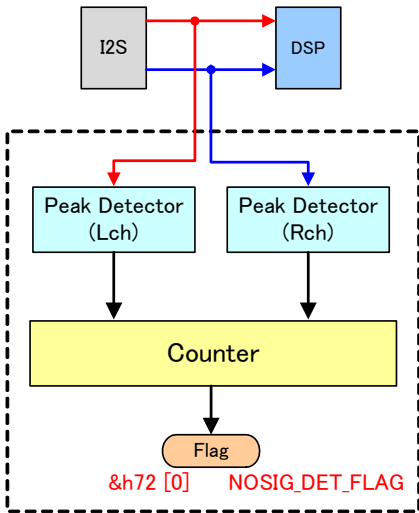 I2S
DSP
Peak Detector
(Lch)
Peak Detector
(Rch)
Counter
Flag
&h72 [0] NOSIG_DET_FLAG